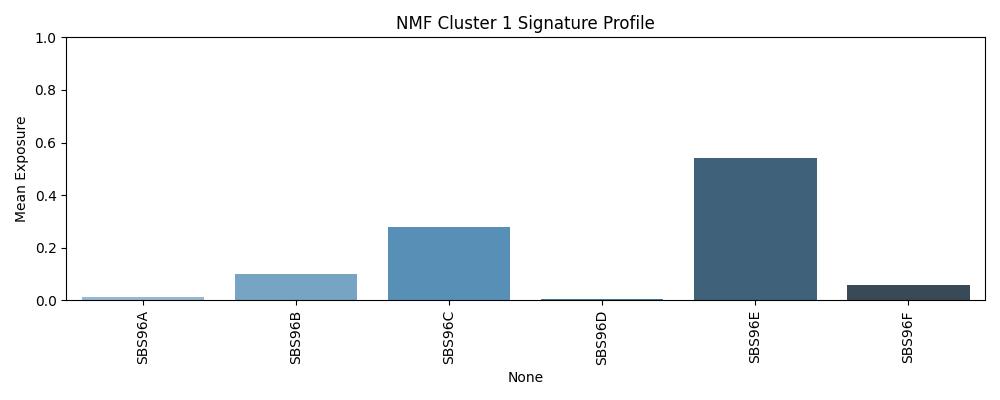 NMF Cluster 1 Signature Profile
Mean Exposure
1.0
0.8
0.6
0.4
0.2
0.0
SBS96A
SBS96B
SBS96C
SBS96D
SBS96E
SBS96F
None